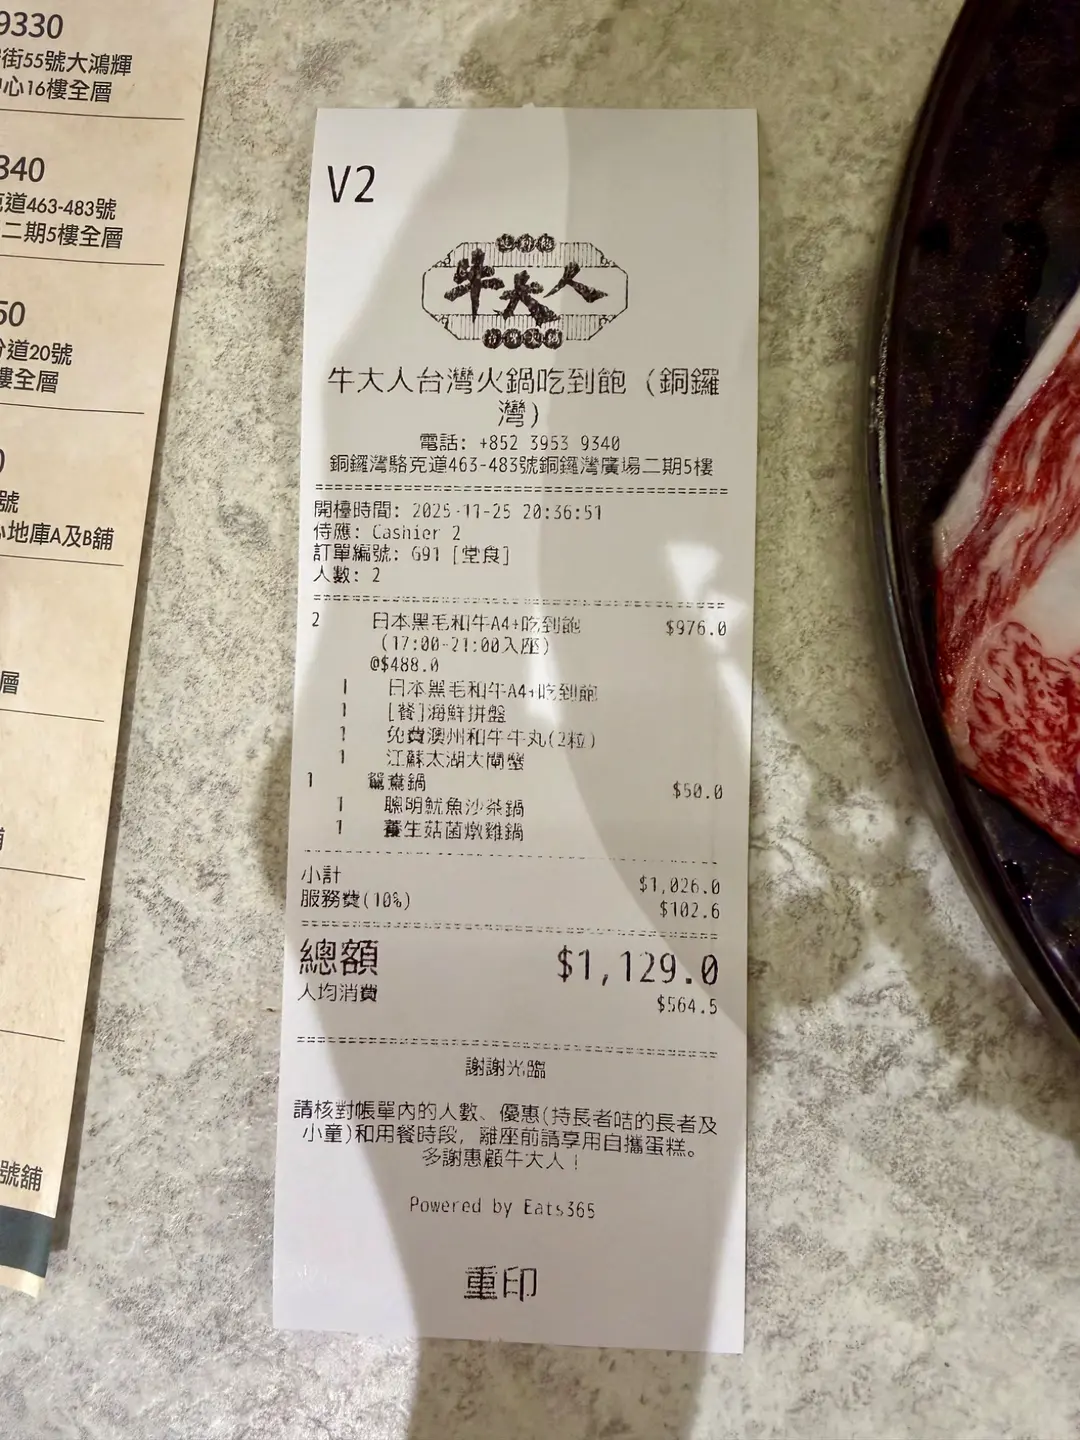 9330
街55號大鴻輝
心16樓全層
340
道463-483號
二期5樓全層
50
道20號
樓全層
0
號
地庫A及B舖
層
號舖
V2
牛大人
台灣火鍋
牛大人台灣火鍋吃到飽（銅鑼
灣）
電話: +852 3953 9340
銅鑼灣駱克道463-483號銅鑼灣廣場二期5樓
開檯時間: 2025-11-25 20:36:51
侍應: Cashier 2
訂單編號: G91 [堂食]
人數: 2
2 日本黑毛和牛A4+吃到飽 $976.0
(17:00-21:00入座)
@$488.0
1 日本黑毛和牛A4+吃到飽
1 [餐]海鮮拼盤
1 免費澳州和牛牛丸(2粒)
1 江蘇太湖大閘蟹
1 鴛鴦鍋 $50.0
1 聰明魷魚沙茶鍋
1 養生菇菌燉雞鍋
小計 $1,026.0
服務費(10%) $102.6
總額 $1,129.0
人均消費 $564.5
謝謝光臨
請核對帳單內的人數、優惠(持長者咭的長者及
小童)和用餐時段，離座前請享用自攜蛋糕。
多謝惠顧牛大人！
Powered by Eats365
重印